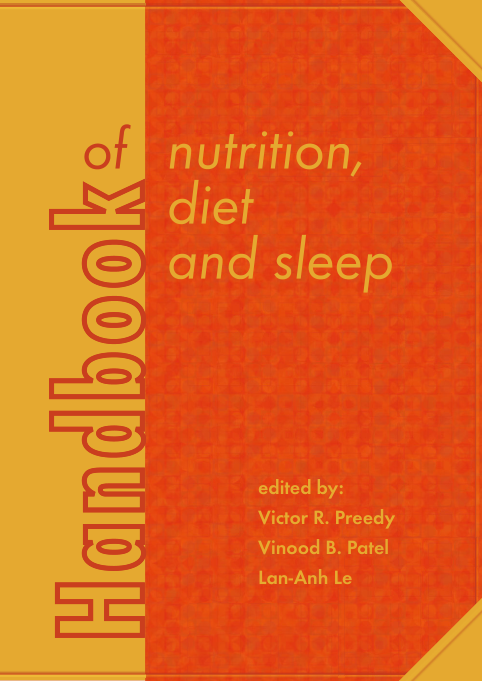 Handbook
of
nutrition,
diet
and sleep
edited by:
Victor R. Preedy
Vinood B. Patel
Lan-Anh Le